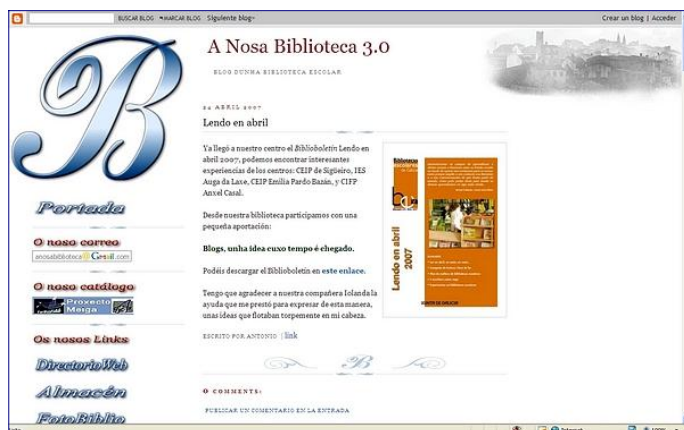 BUSCAR BLOG MARCAR BLOG Siguiente blog»
Crear un blog | Acceder
B
A Nosa Biblioteca 3.0
BLOG DUNHA BIBLIOTECA ESCOLAR
24 ABRIL 2007
Lendo en abril
Ya llegó a nuestro centro el Biblioboletín Lendo en
abril 2007, podemos encontrar interesantes
experiencias de los centros: CEIP de Sigüeiro, IES
Auga da Laxe, CEIP Emilia Pardo Bazán, y CIFP
Anxel Casal.
Desde nuestra biblioteca participamos con una
pequeña aportación:
Blogs, unha idea cuxo tempo é chegado.
Podéis descargar el Biblioboletín en este enlace.
Tengo que agradecer a nuestra compañera Iolanda la
ayuda que me prestó para expresar de esta manera,
unas ideas que flotaban torpemente en mi cabeza.
ESCRITO POR ANTONIO | link
B
0 COMMENTS:
PUBLICAR UN COMENTARIO EN LA ENTRADA
Lendo en abril
2007
Portada
O noso correo
anosabiblioteca@Gmail.com
O noso catálogo
Proxecto
Meiga
Os nosos Links
DirectorioWeb
Almacén
FotoBiblio